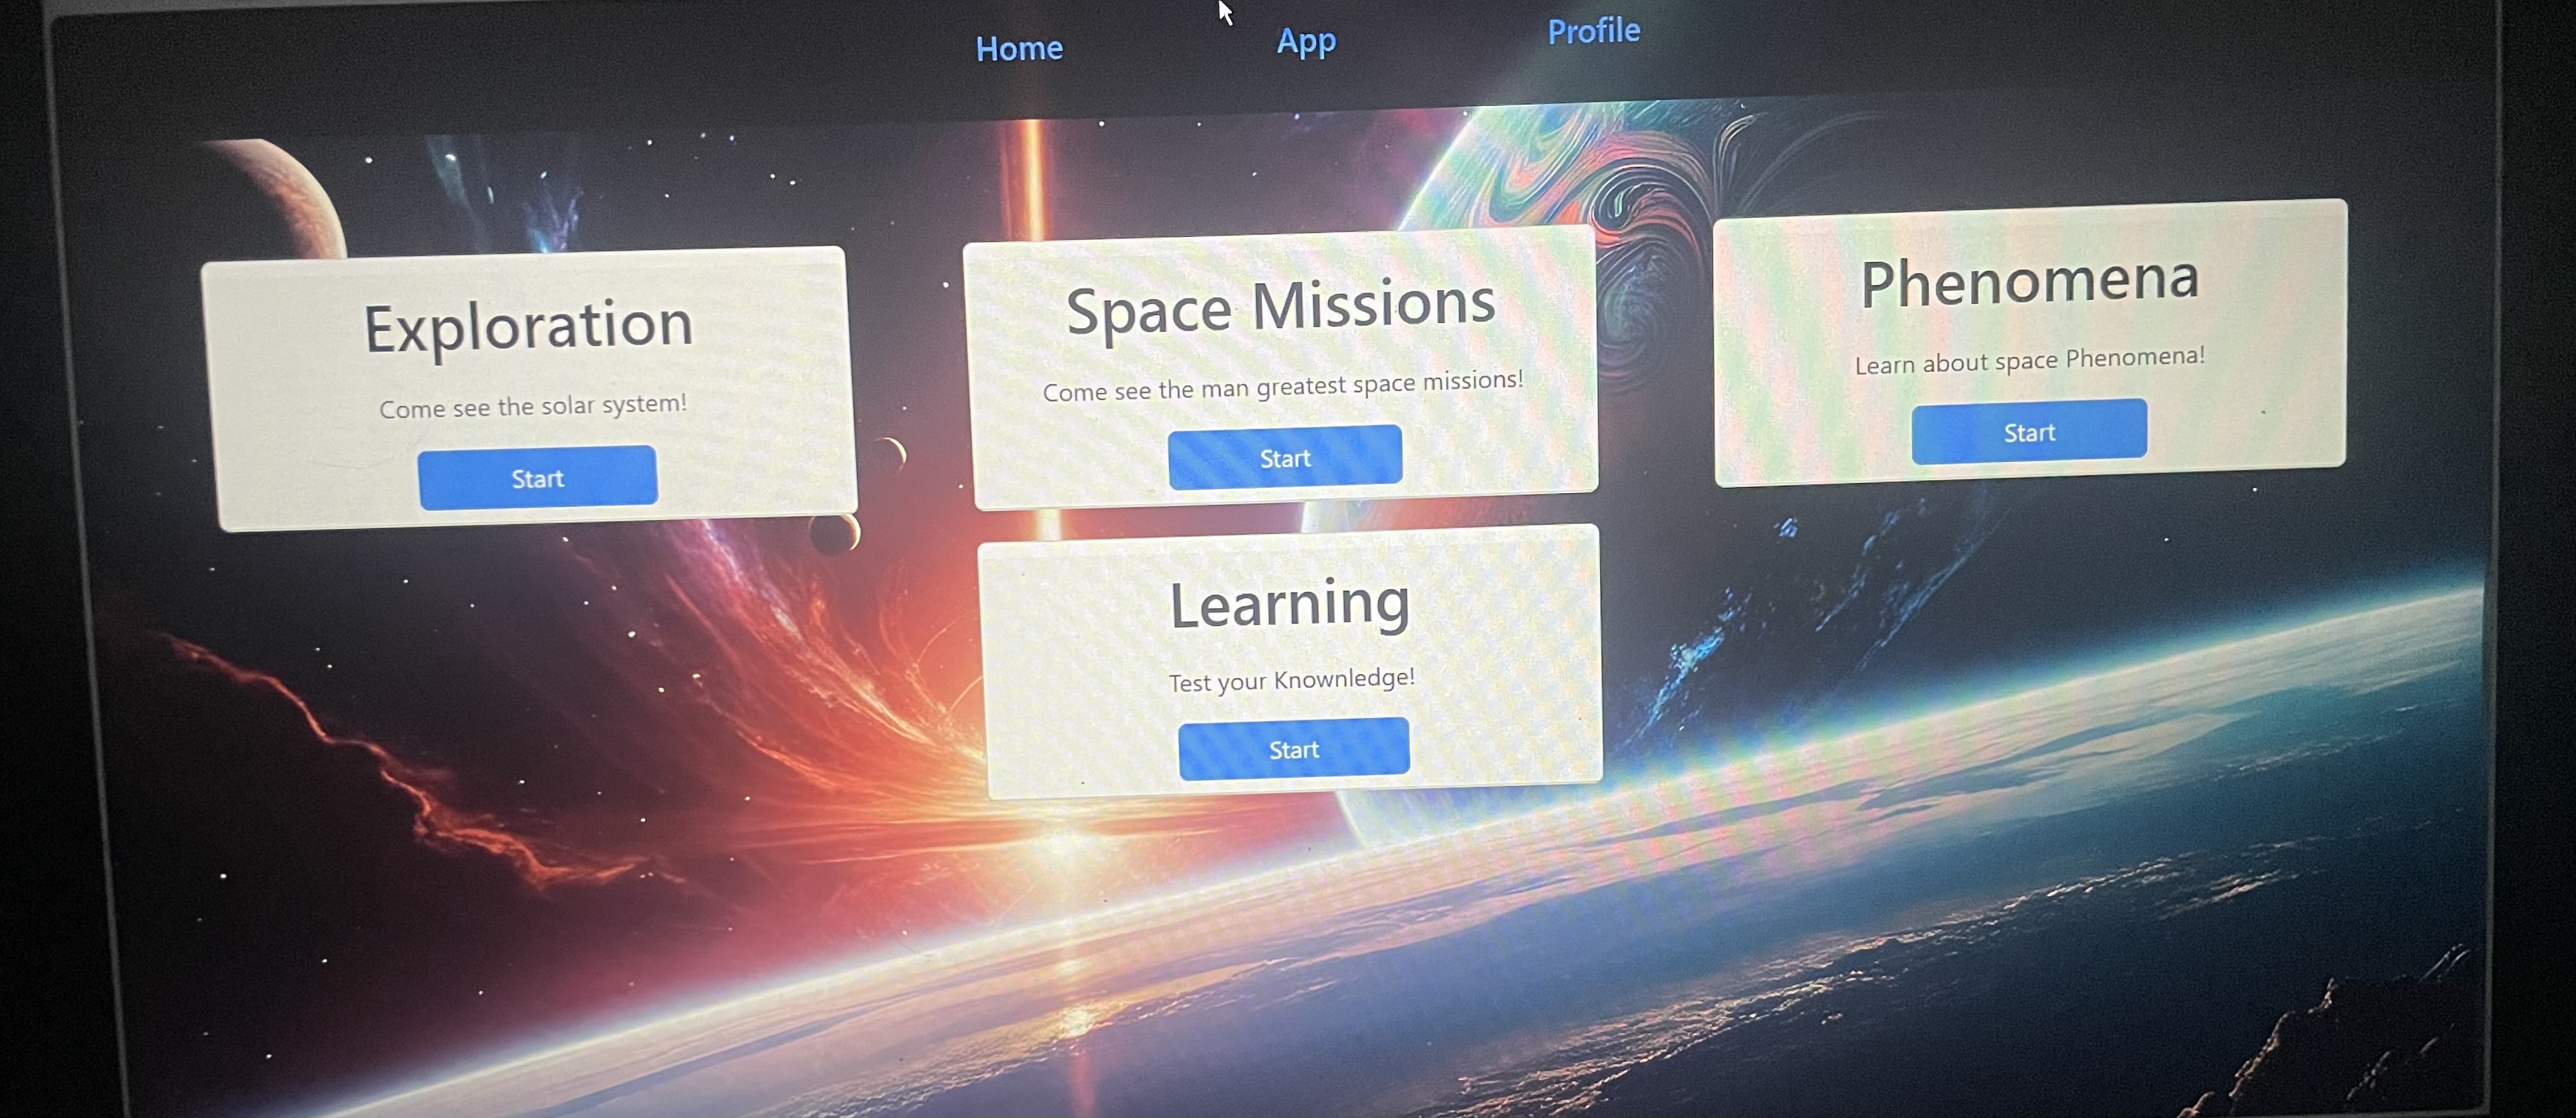 Home App Profile
Exploration
Come see the solar system!
Start
Space Missions
Come see the man greatest space missions!
Start
Phenomena
Learn about space Phenomena!
Start
Learning
Test your Knownledge!
Start